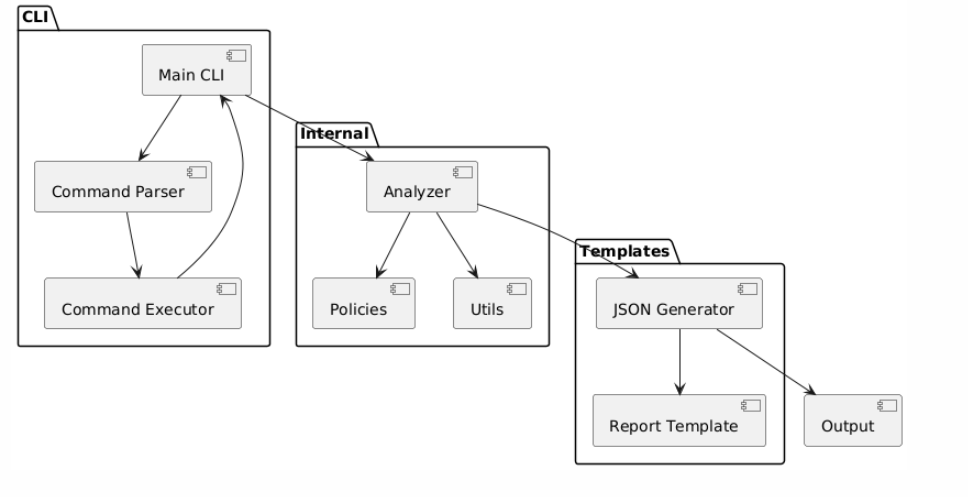 CLI
Main CLI
Internal
Command Parser
Analyzer
Templates
Command Executor
Policies
Utils
JSON Generator
Report Template
Output